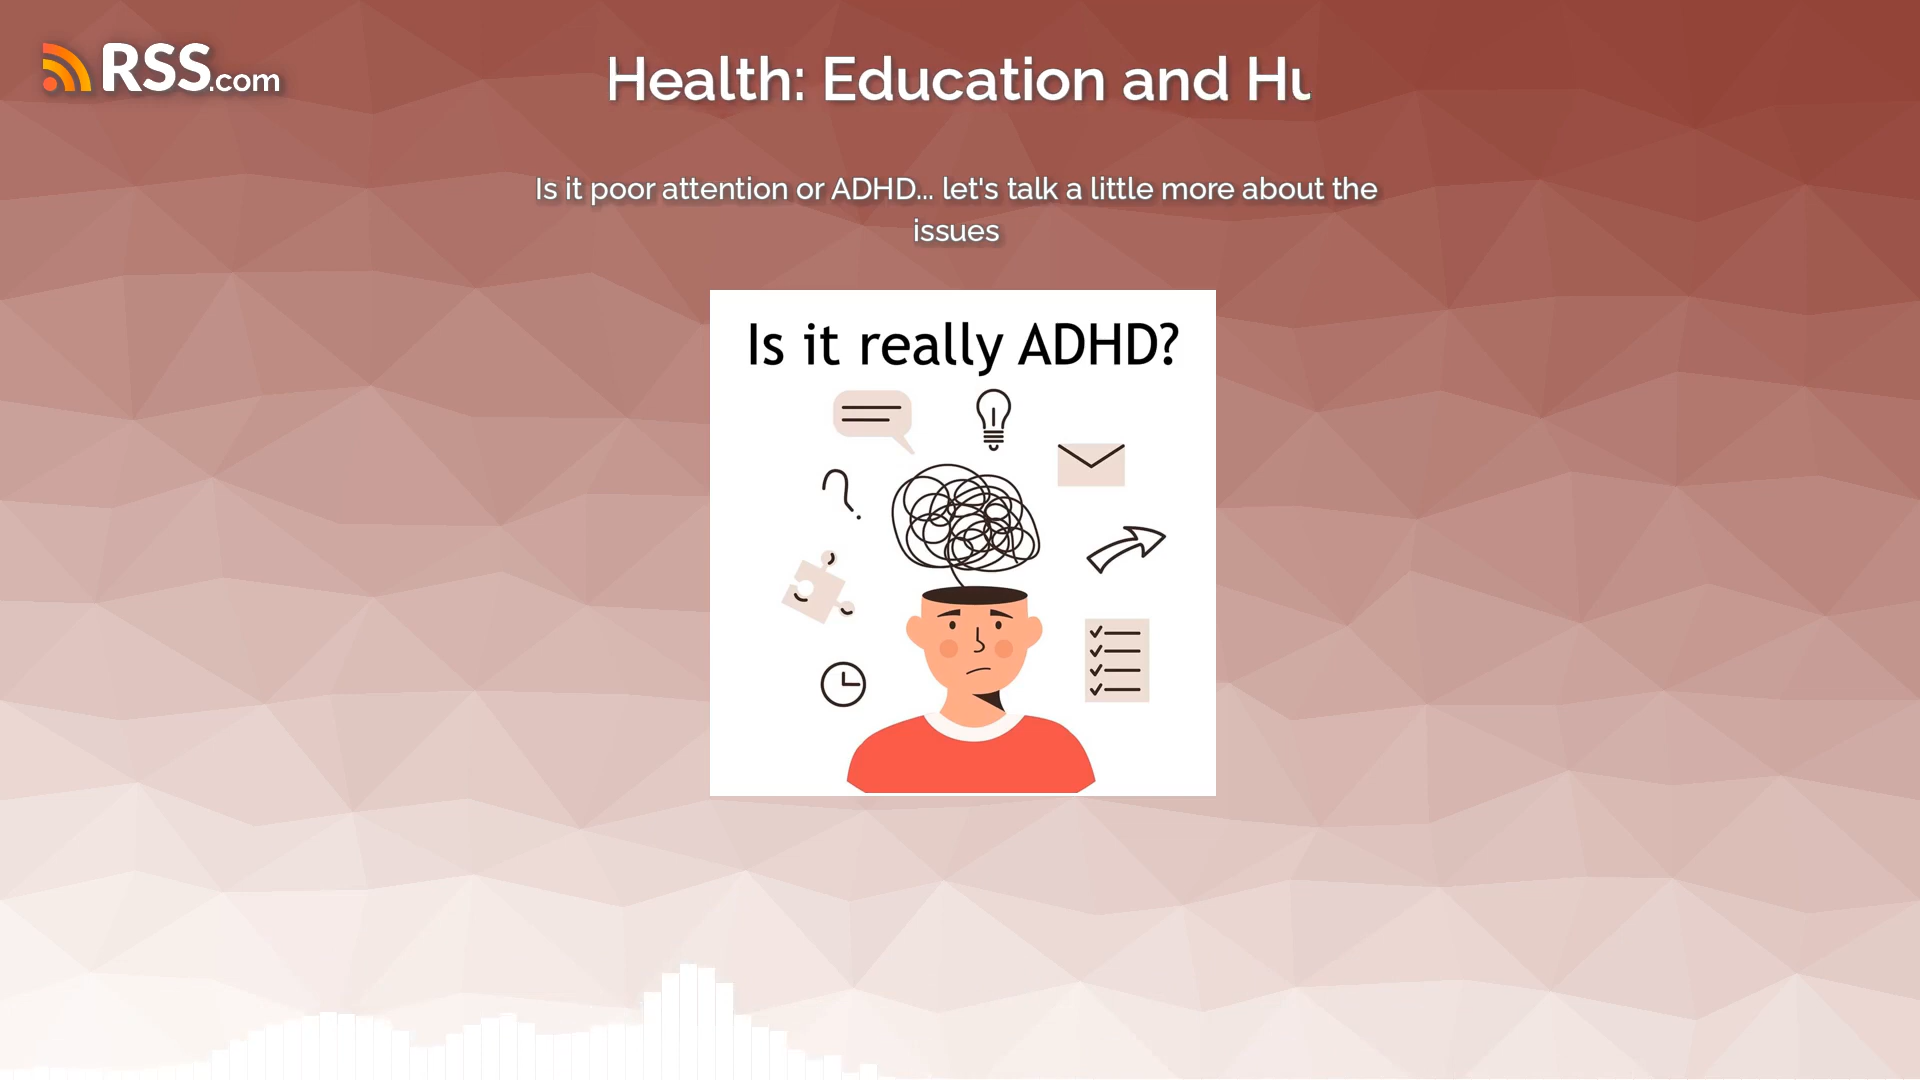 RSS.com
Health: Education and
Is it poor attention or ADHD... let's talk a little more about the
issues
Is it really ADHD?